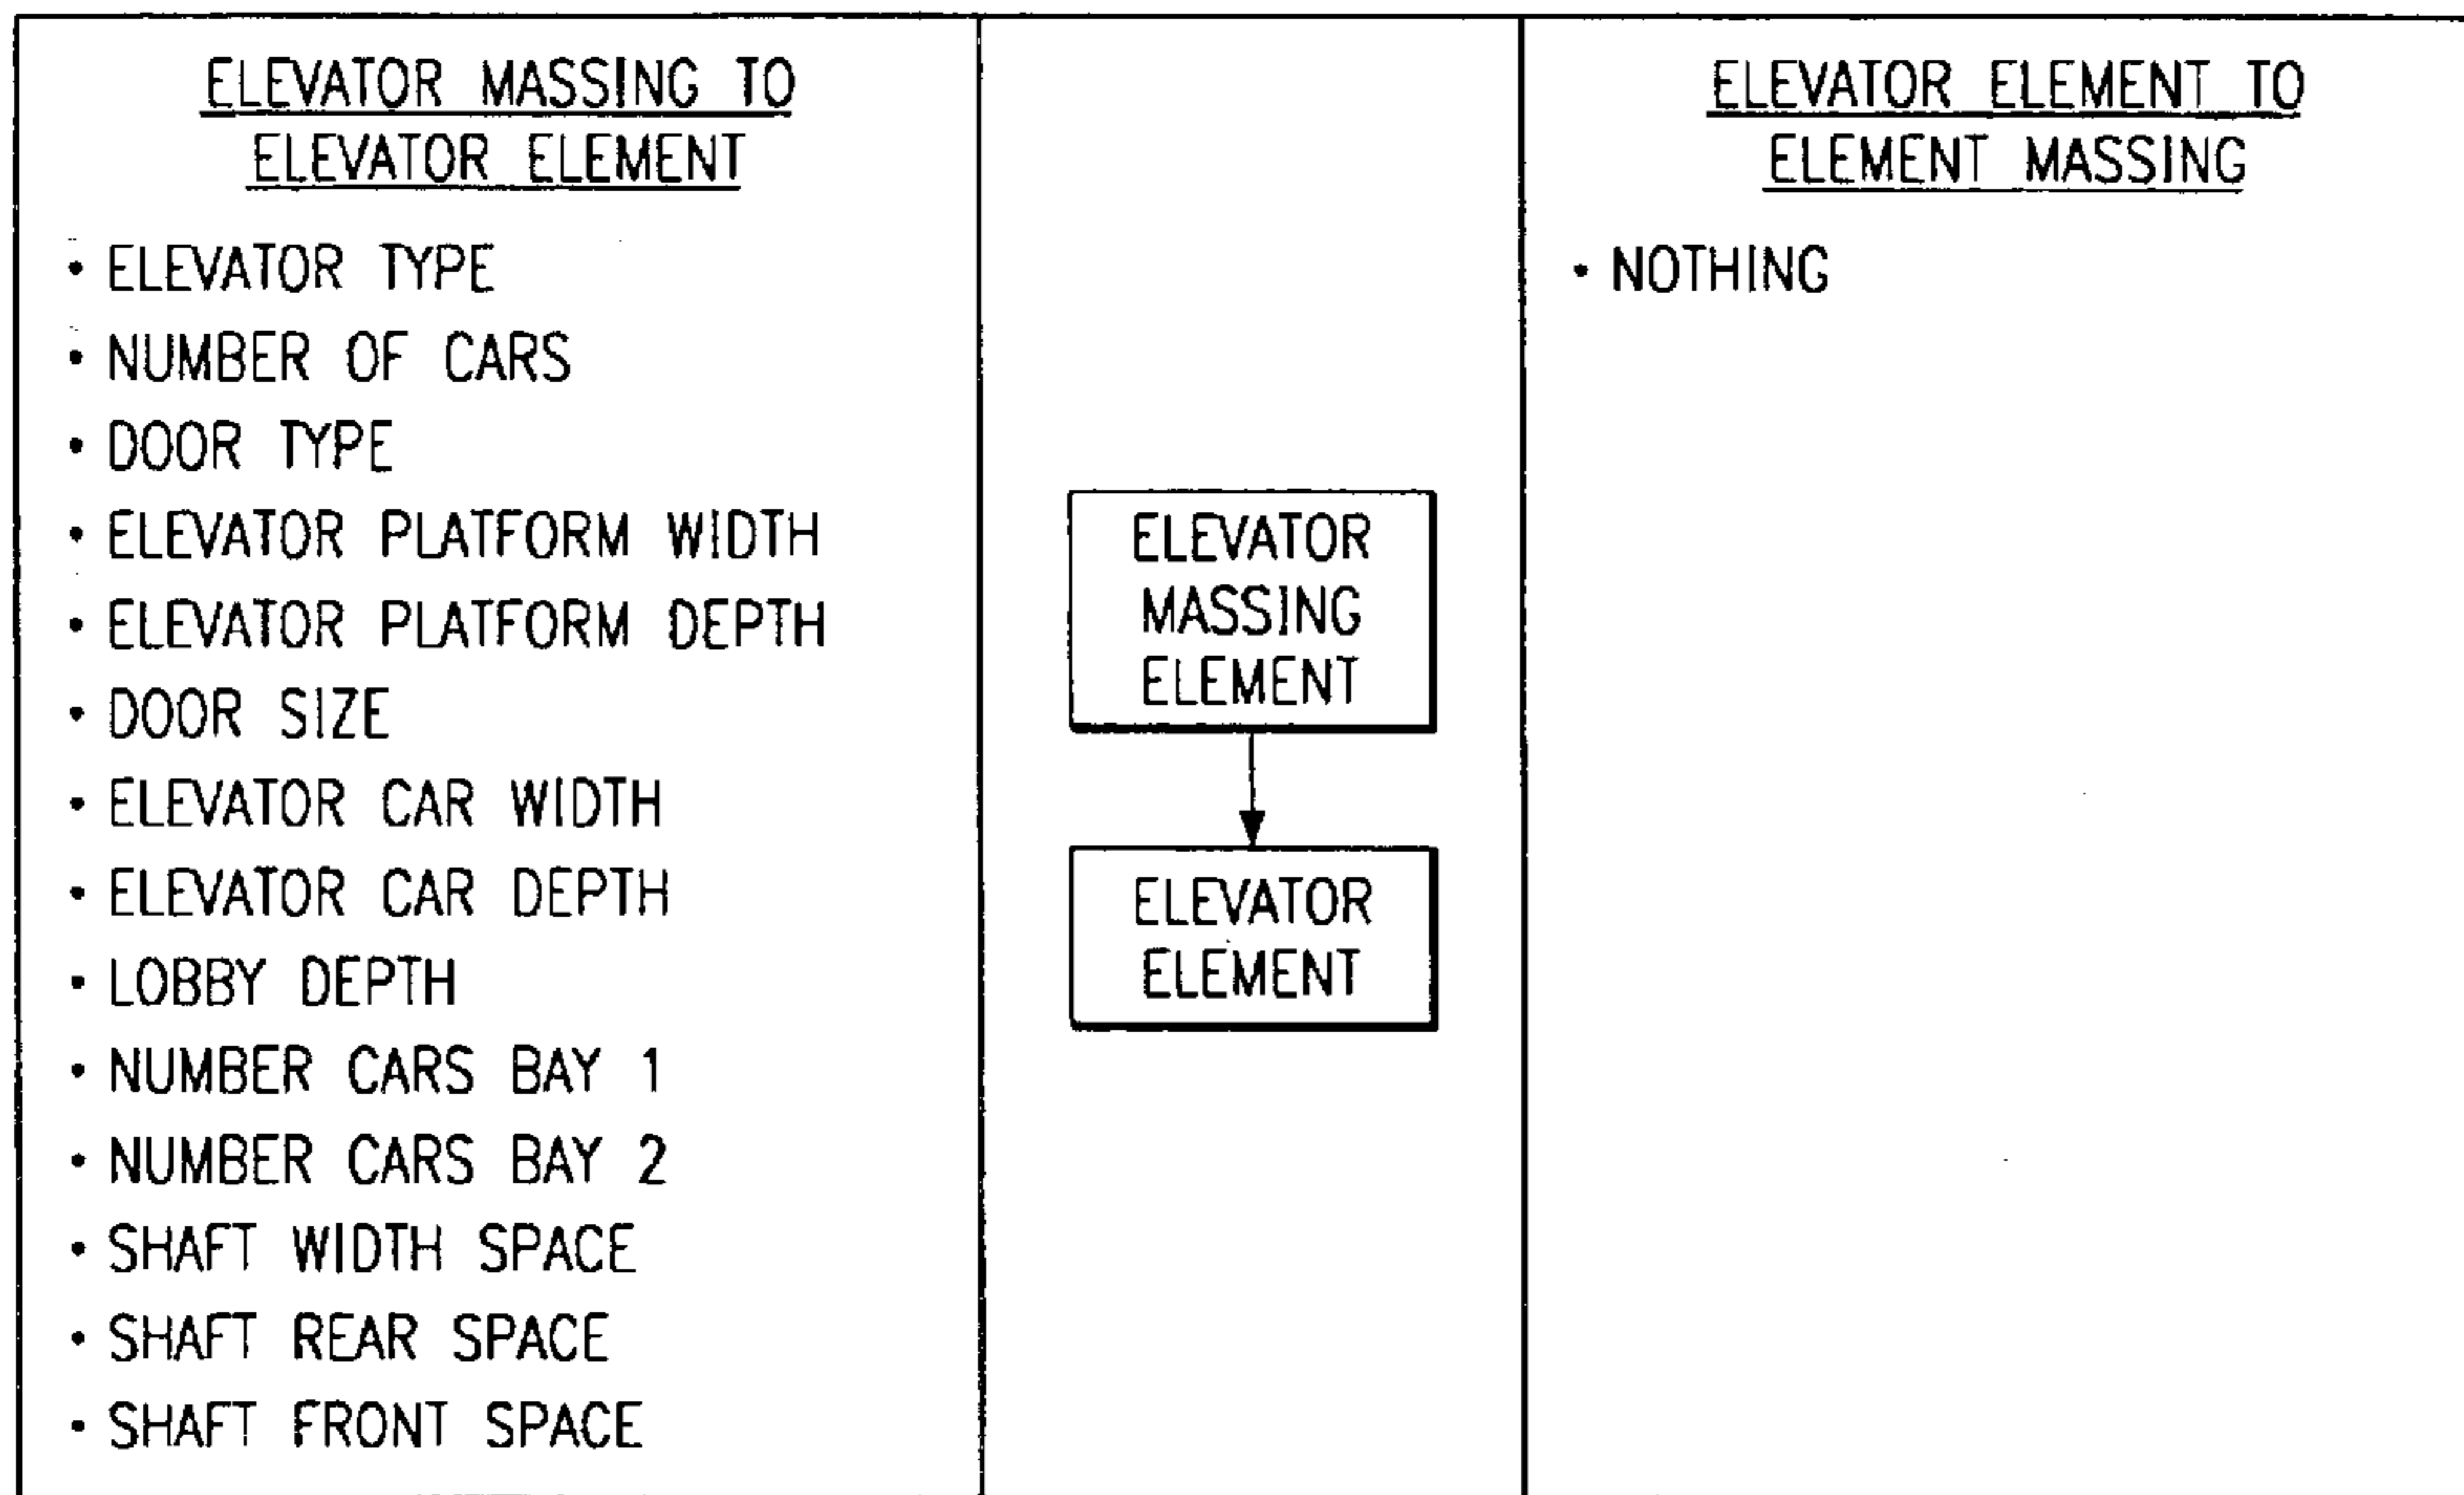 ELEVATOR MASSING TO
ELEVATOR ELEMENT
• ELEVATOR TYPE
• NUMBER OF CARS
• DOOR TYPE
• ELEVATOR PLATFORM WIDTH
• ELEVATOR PLATFORM DEPTH
• DOOR SIZE
• ELEVATOR CAR WIDTH
• ELEVATOR CAR DEPTH
• LOBBY DEPTH
• NUMBER CARS BAY 1
• NUMBER CARS BAY 2
• SHAFT WIDTH SPACE
• SHAFT REAR SPACE
• SHAFT FRONT SPACE
ELEVATOR
MASSING
ELEMENT
ELEVATOR
ELEMENT
ELEVATOR ELEMENT TO
ELEMENT MASSING
• NOTHING